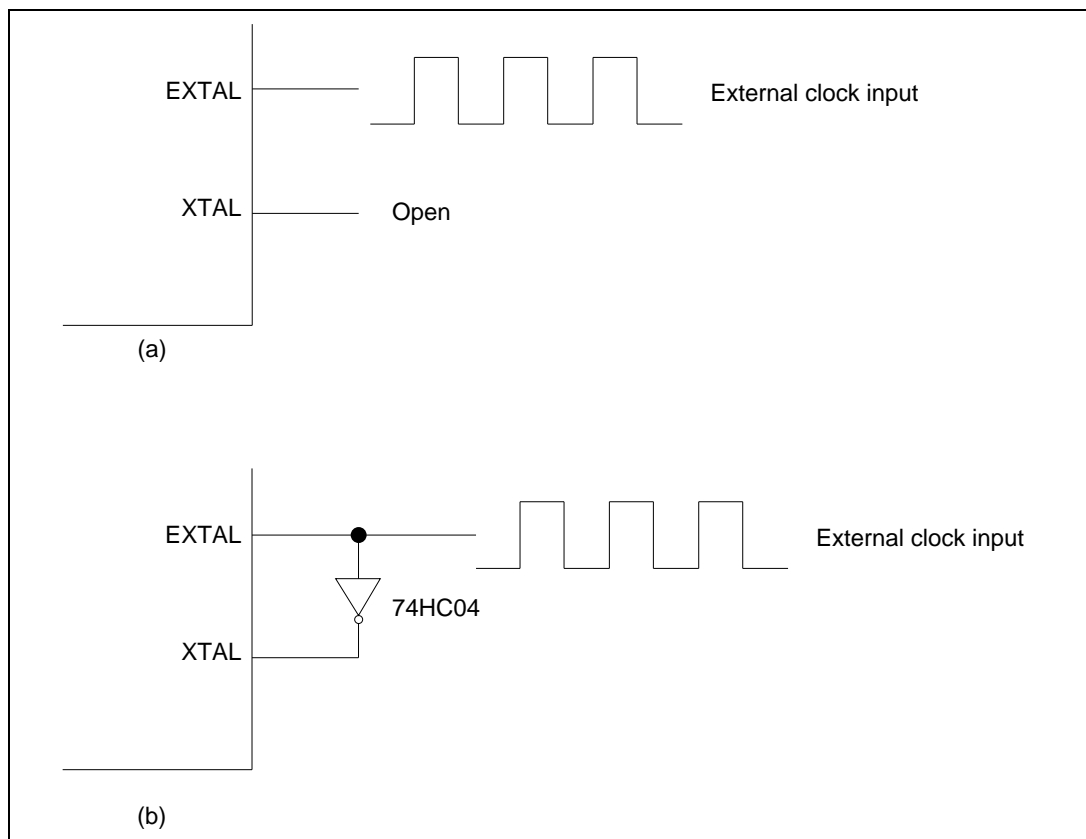 EXTAL
External clock input
XTAL
Open
(a)
EXTAL
External clock input
74HC04
XTAL
(b)